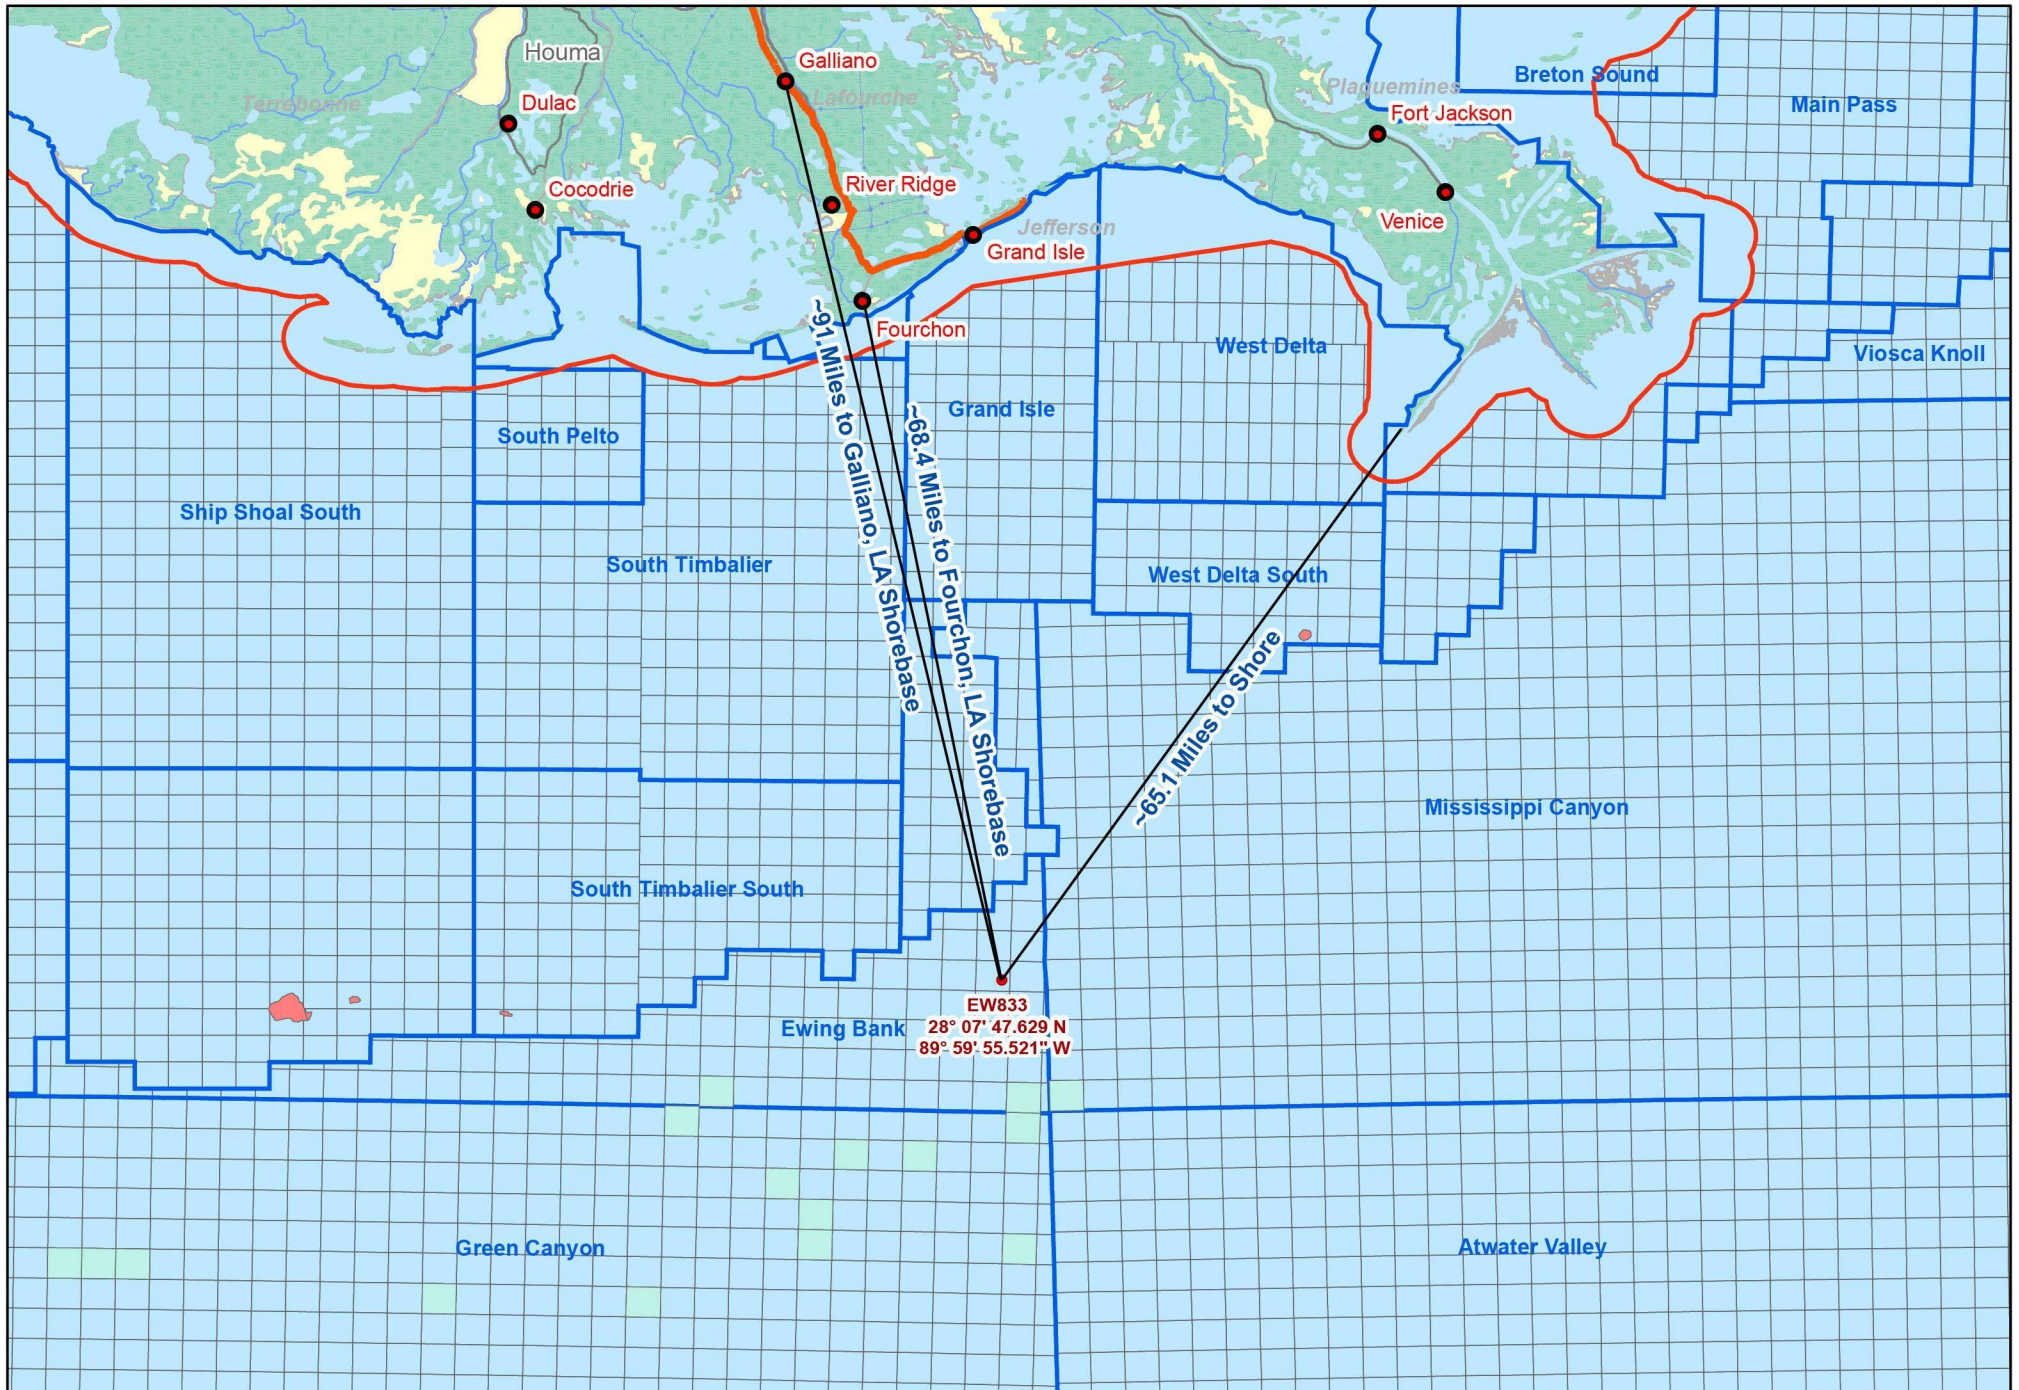 Houma
Galliano
Terrebonne
Dulac
Lafourche
Plaquemines
Breton Sound
Main Pass
Fort Jackson
Cocodrie
River Ridge
Venice
Jefferson
Grand Isle
Fourchon
West Delta
Viosca Knoll
Grand Isle
South Pelto
~91 Miles to Galliano, LA Shorebase
~68.4 Miles to Fourchon, LA Shorebase
Ship Shoal South
South Timbalier
West Delta South
~65.1 Miles to Shore
Mississippi Canyon
South Timbalier South
EW833
28° 07' 47.629 N
89° 59' 55.521" W
Ewing Bank
Green Canyon
Atwater Valley